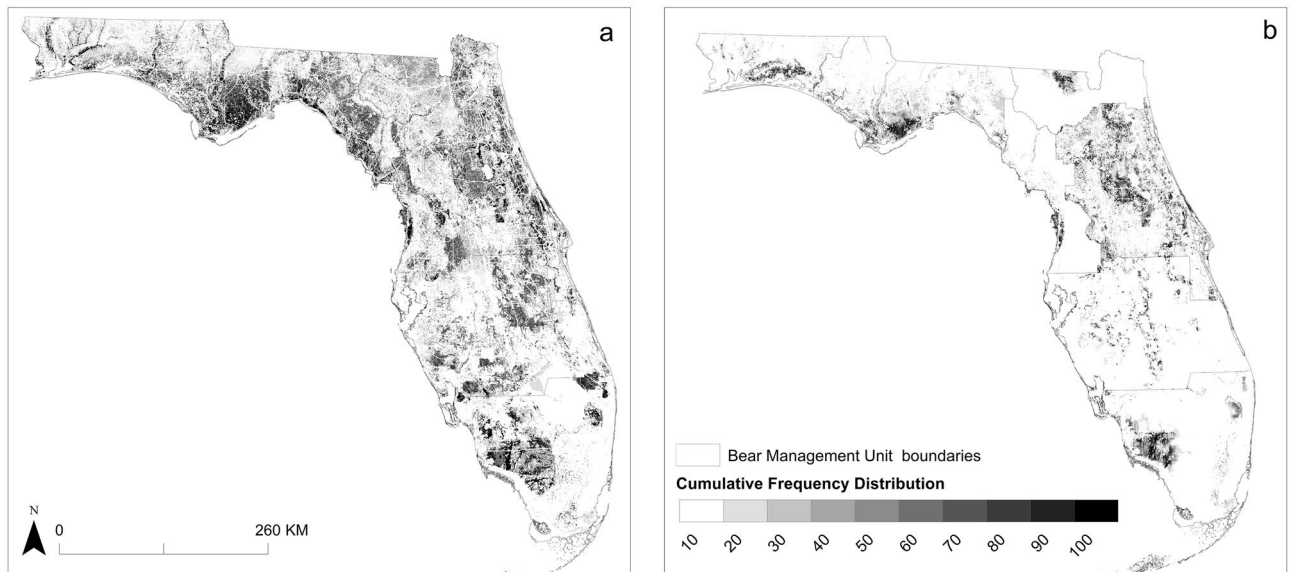 a
N
0 260 KM
b
Bear Management Unit boundaries
Cumulative Frequency Distribution
10 20 30 40 50 60 70 80 90 100